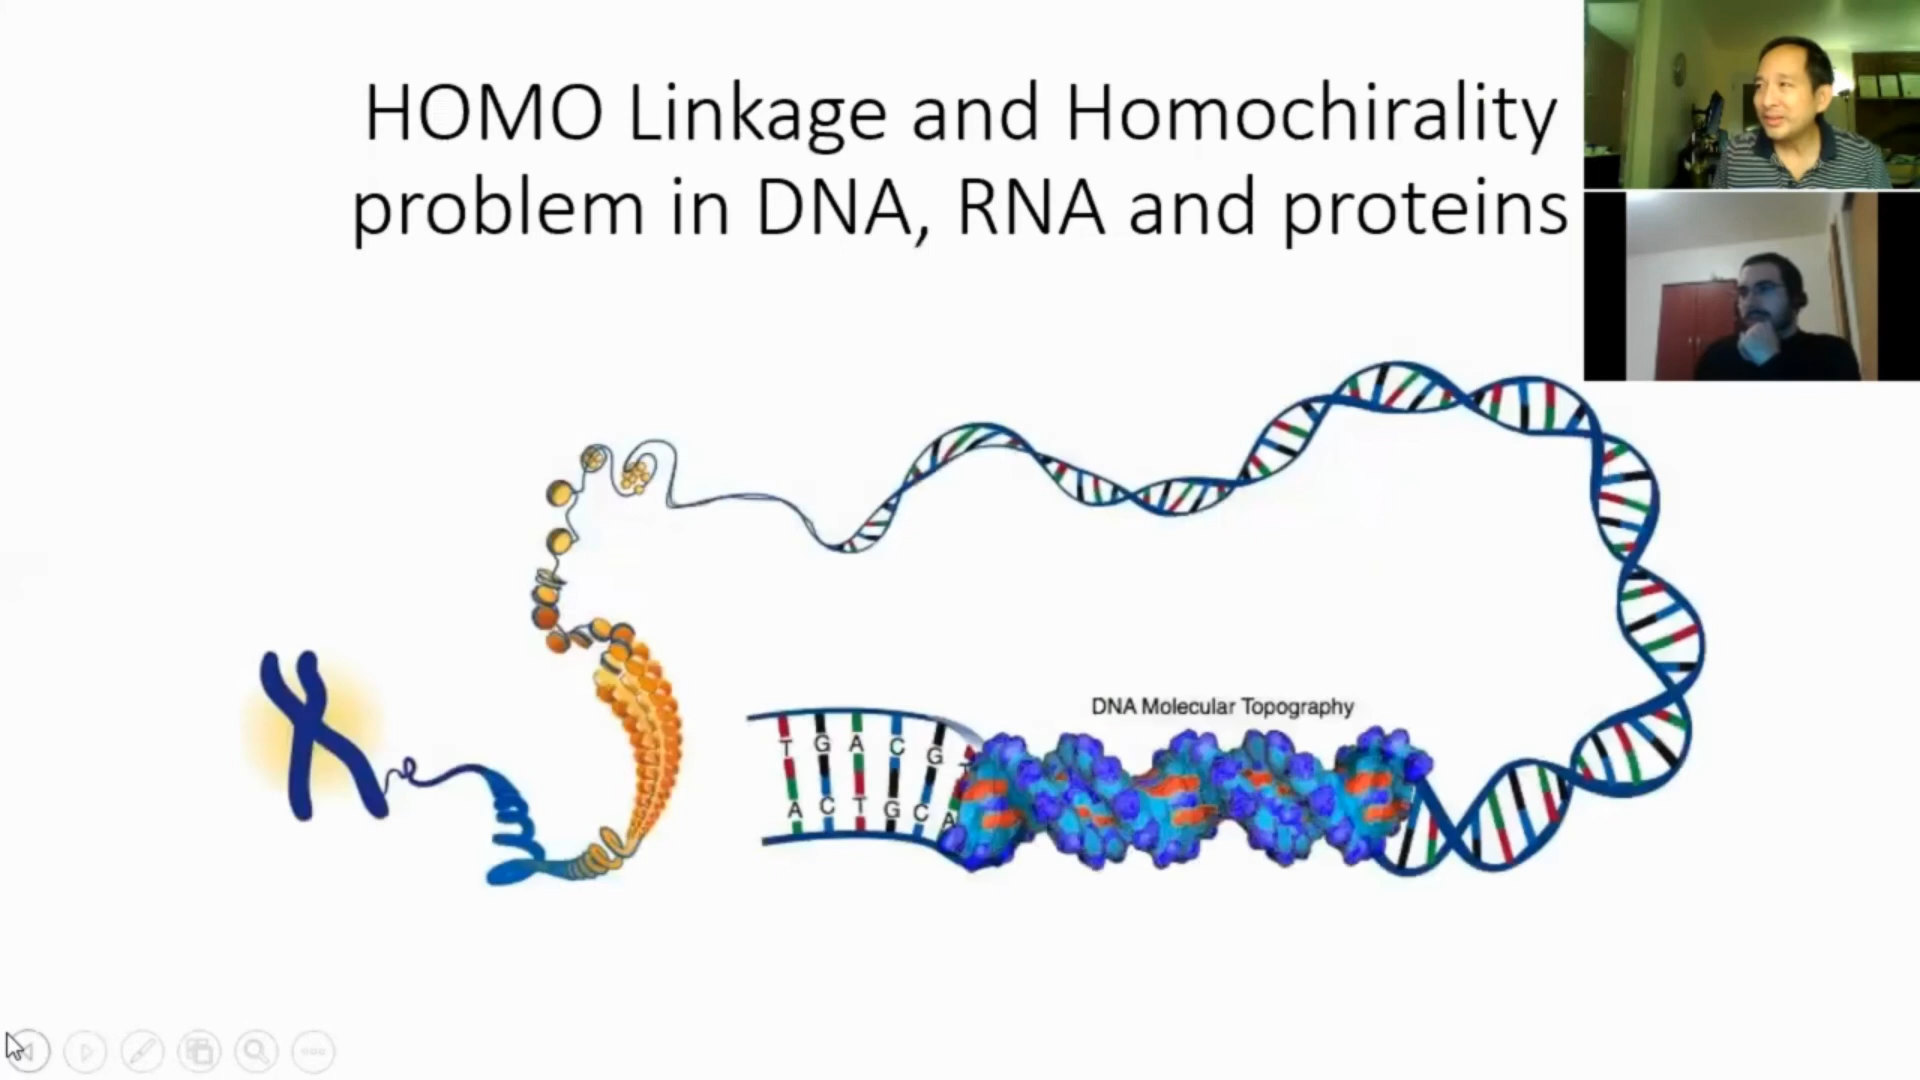 HOMO Linkage and Homochirality
problem in DNA, RNA and proteins
DNA Molecular Topography
T G A C G T
A C T G C A